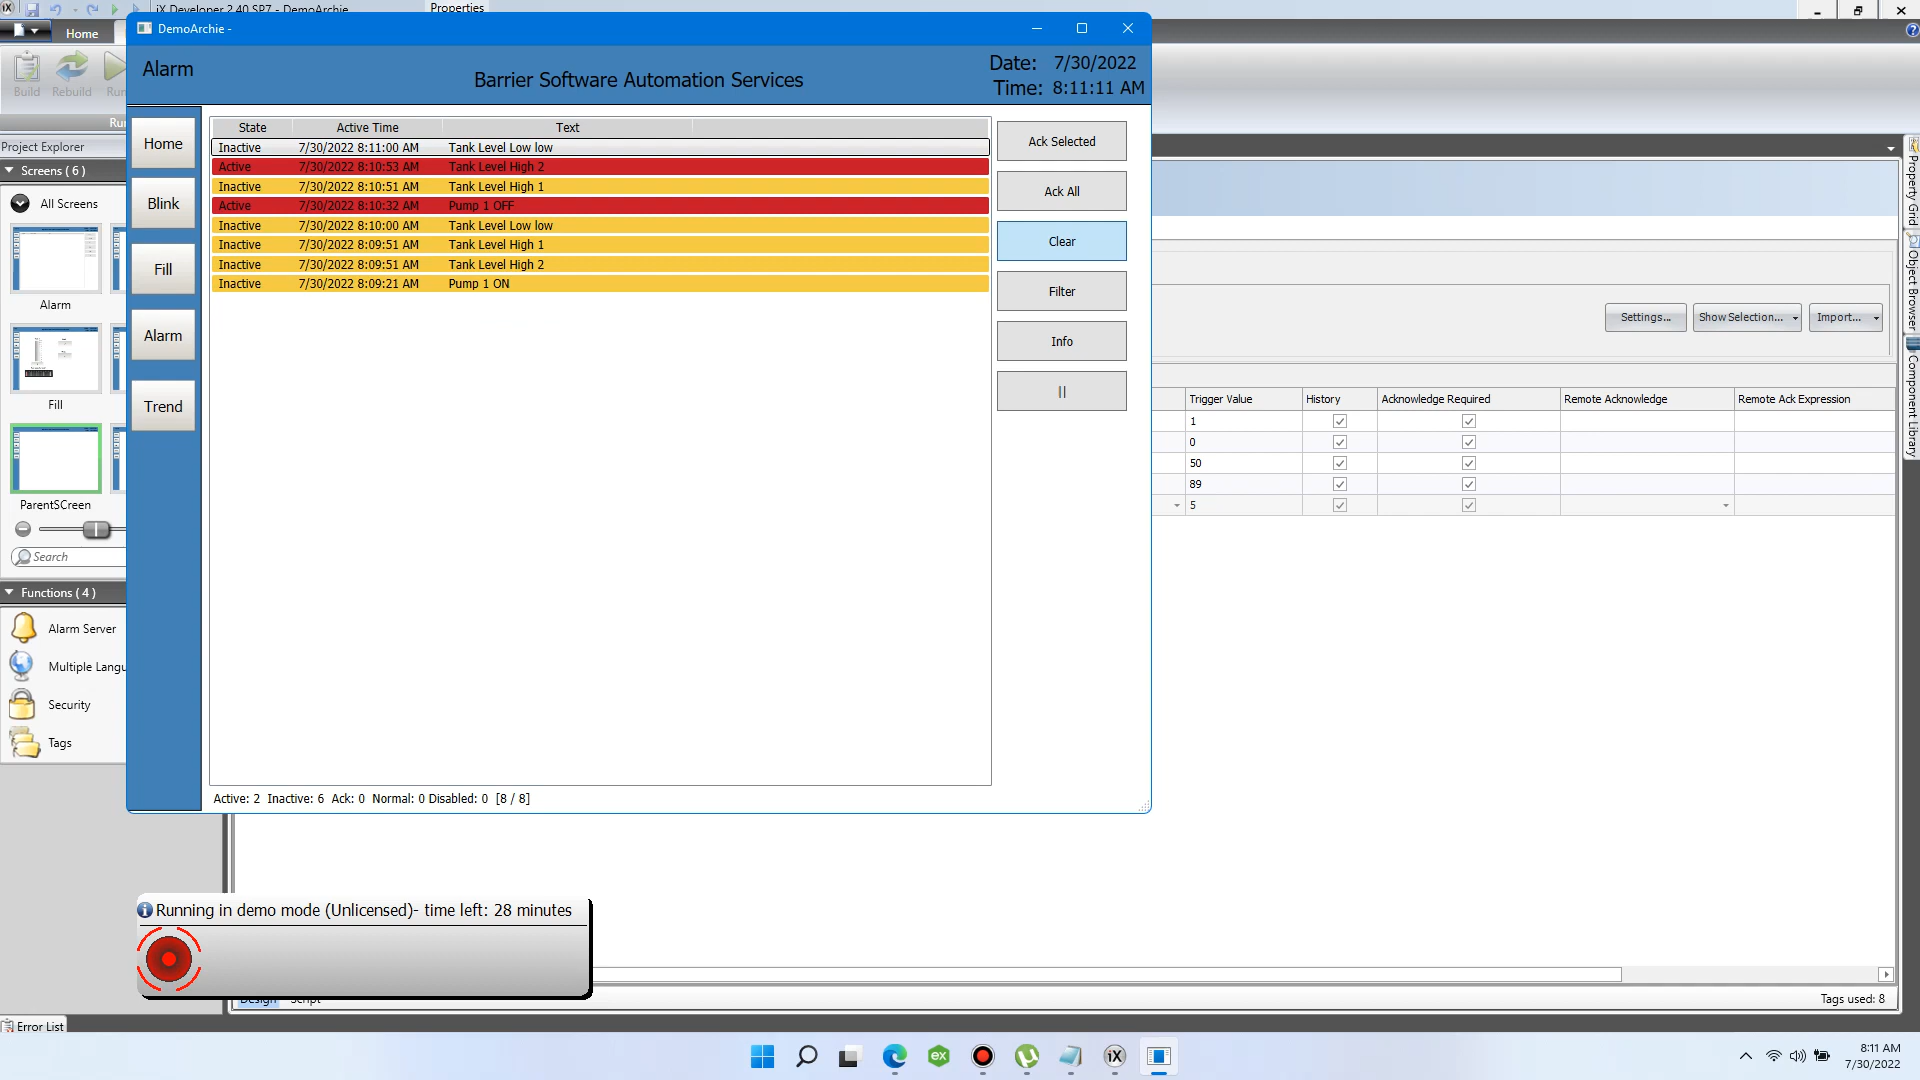 iX Developer 2.40 SP7 - DemoArchie
Properties
Home
DemoArchie -
Build
Rebuild
Run
Project Explorer
Screens ( 6 )
All Screens
Alarm
Fill
ParentSCreen
Search
Functions ( 4 )
Alarm Server
Multiple Langu
Security
Tags
Error List
Alarm
Barrier Software Automation Services
Date: 7/30/2022
Time: 8:11:11 AM
Home
Blink
Fill
Alarm
Trend
State Active Time Text
Inactive 7/30/2022 8:11:00 AM Tank Level Low low
Active 7/30/2022 8:10:53 AM Tank Level High 2
Inactive 7/30/2022 8:10:51 AM Tank Level High 1
Active 7/30/2022 8:10:32 AM Pump 1 OFF
Inactive 7/30/2022 8:10:00 AM Tank Level Low low
Inactive 7/30/2022 8:09:51 AM Tank Level High 1
Inactive 7/30/2022 8:09:51 AM Tank Level High 2
Inactive 7/30/2022 8:09:21 AM Pump 1 ON
Ack Selected
Ack All
Clear
Filter
Info
||
Active: 2 Inactive: 6 Ack: 0 Normal: 0 Disabled: 0 [8 / 8]
Settings...
Show Selection...
Import...
Trigger Value History Acknowledge Required Remote Acknowledge Remote Ack Expression
1
0
50
89
5
Property Grid
Object Browser
Component Library
Running in demo mode (Unlicensed)- time left: 28 minutes
Design Script
Tags used: 8
ex
iX
8:11 AM
7/30/2022